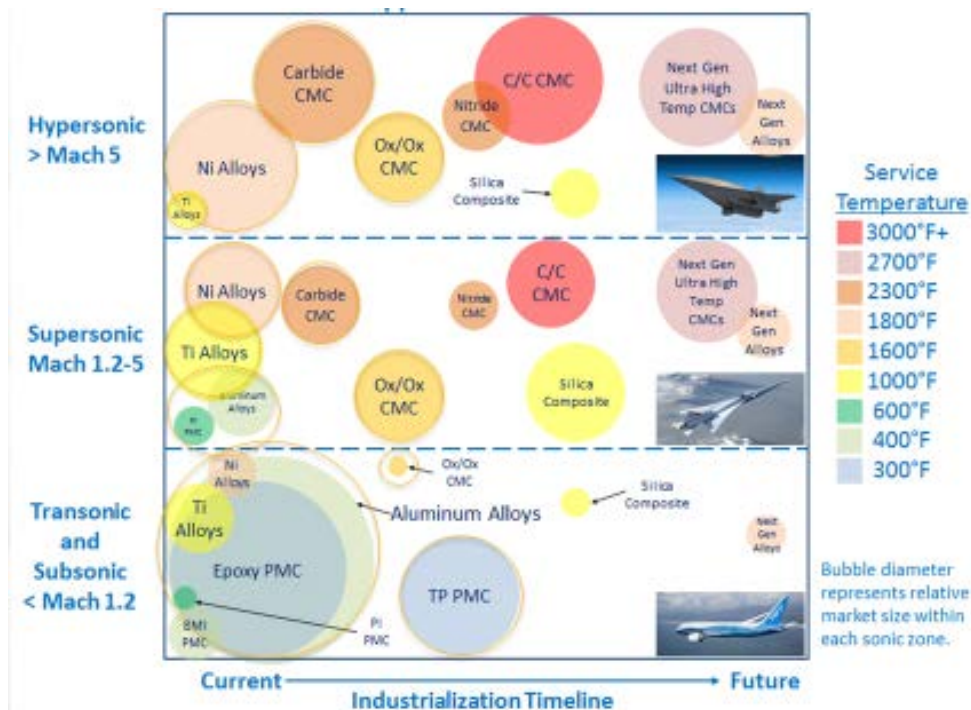 Hypersonic
> Mach 5
Carbide
CMC
Ni Alloys
Ti
Alloys
Ox/Ox
CMC
Nitride
CMC
C/C CMC
Silica
Composite
Next Gen
Ultra High
Temp CMCs
Next
Gen
Alloys
Supersonic
Mach 1.2-5
Ni Alloys
Ti Alloys
Aluminum
Alloys
PI
PMC
Carbide
CMC
Ox/Ox
CMC
Nitride
CMC
C/C
CMC
Silica
Composite
Next Gen
Ultra High
Temp
CMCs
Next
Gen
Alloys
Transonic
and
Subsonic
< Mach 1.2
Ni
Alloys
Ti
Alloys
Epoxy PMC
BMI
PMC
PI
PMC
Aluminum Alloys
Ox/Ox
CMC
TP PMC
Silica
Composite
Next
Gen
Alloys
Service
Temperature
3000°F+
2700°F
2300°F
1800°F
1600°F
1000°F
600°F
400°F
300°F
Bubble diameter
represents relative
market size within
each sonic zone.
Current
Future
Industrialization Timeline